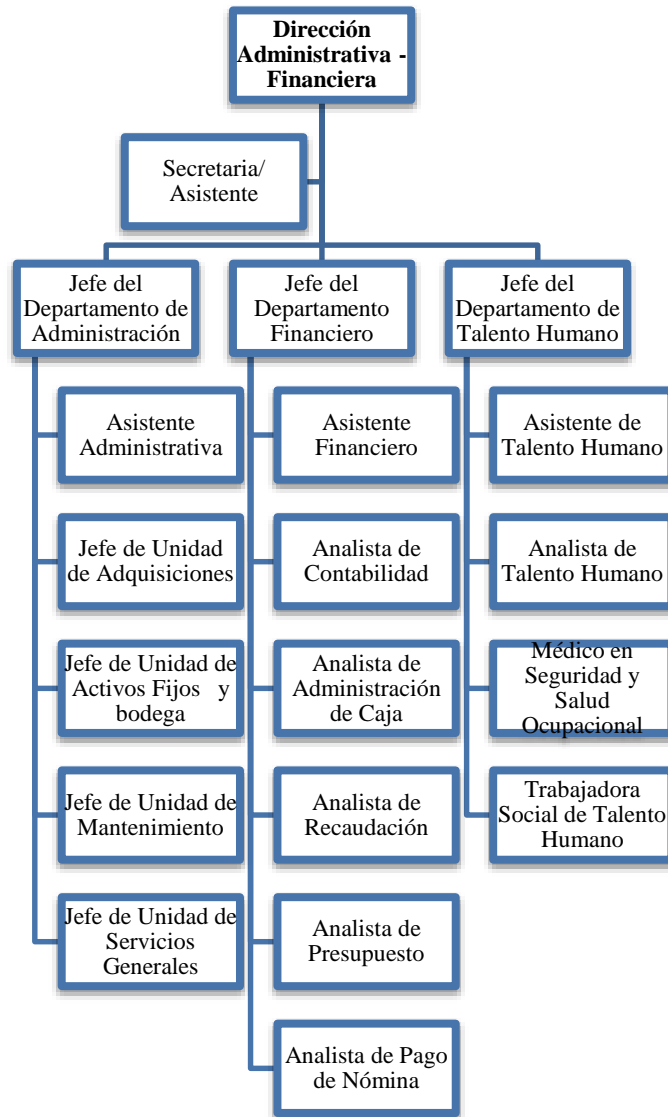 Dirección
Administrativa -
Financiera
Secretaria/
Asistente
Jefe del
Departamento de
Administración
Jefe del
Departamento
Financiero
Jefe del
Departamento de
Talento Humano
Asistente
Administrativa
Jefe de Unidad
de Adquisiciones
Jefe de Unidad de
Activos Fijos y
bodega
Jefe de Unidad de
Mantenimiento
Jefe de Unidad de
Servicios
Generales
Asistente
Financiero
Analista de
Contabilidad
Analista de
Administración
de Caja
Analista de
Recaudación
Analista de
Presupuesto
Analista de Pago
de Nómina
Asistente de
Talento Humano
Analista de
Talento Humano
Médico en
Seguridad y
Salud
Ocupacional
Trabajadora
Social de Talento
Humano